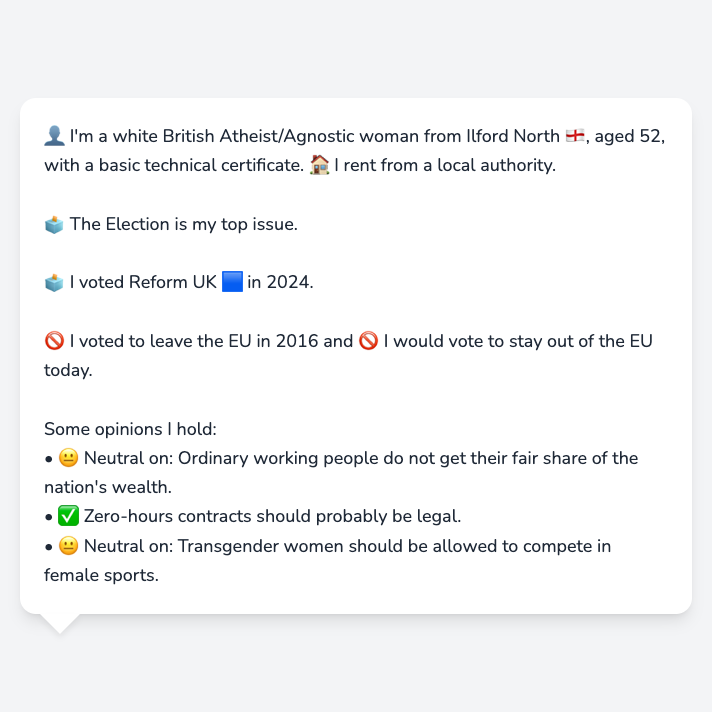 👤 I'm a white British Atheist/Agnostic woman from Ilford North 🏴󠁧󠁢󠁥󠁮󠁧󠁿, aged 52,
with a basic technical certificate. 🏠 I rent from a local authority.
🗳️ The Election is my top issue.
🗳️ I voted Reform UK 🟦 in 2024.
🚫 I voted to leave the EU in 2016 and 🚫 I would vote to stay out of the EU
today.
Some opinions I hold:
• 😐 Neutral on: Ordinary working people do not get their fair share of the
nation's wealth.
• ✅ Zero-hours contracts should probably be legal.
• 😐 Neutral on: Transgender women should be allowed to compete in
female sports.